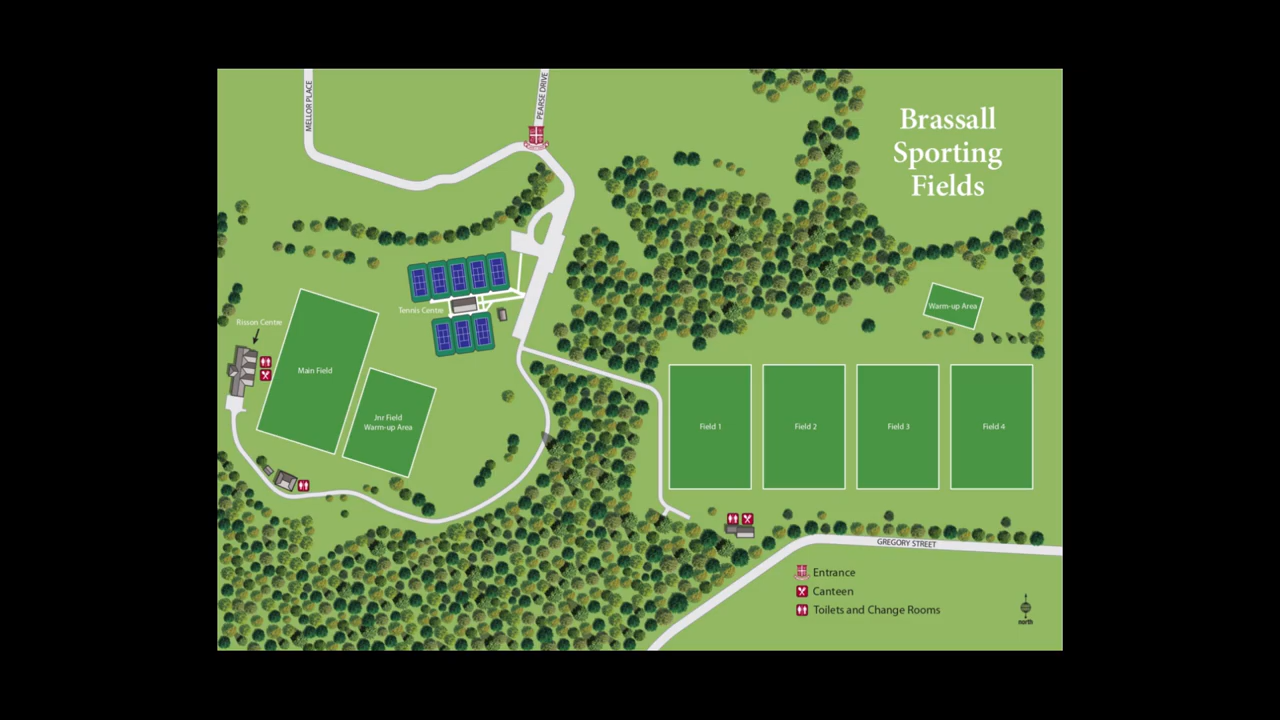 MELLOR PLACE
PEARSE DRIVE
Brassall
Sporting
Fields
Tennis Centre
Risson Centre
Main Field
Jnr Field
Warm-up Area
Warm-up Area
Field 1
Field 2
Field 3
Field 4
GREGORY STREET
Entrance
Canteen
Toilets and Change Rooms
north